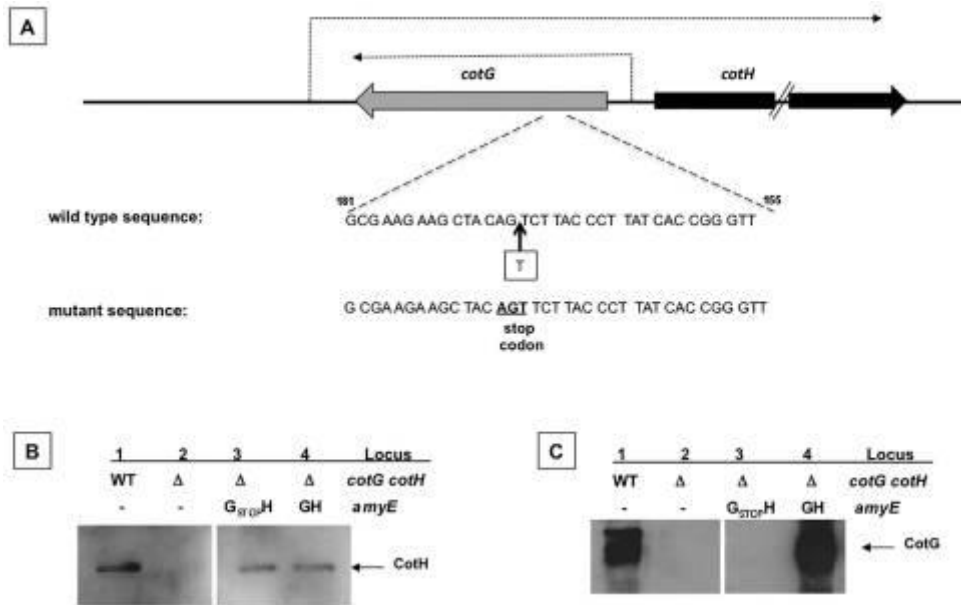 A
cotG cotH
181 155
wild type sequence: GCG AAG AAG CTA CAG TCT TAC CCT TAT CAC CGG GTT
T
mutant sequence: G CGA AGA AGC TAC AGT TCT TAC CCT TAT CAC CGG GTT
stop
codon
B
1 2 3 4 Locus
WT Δ Δ Δ cotG cotH
- - GSTOPH GH amyE
CotH
C
1 2 3 4 Locus
WT Δ Δ Δ cotG cotH
- - GSTOPH GH amyE
CotG